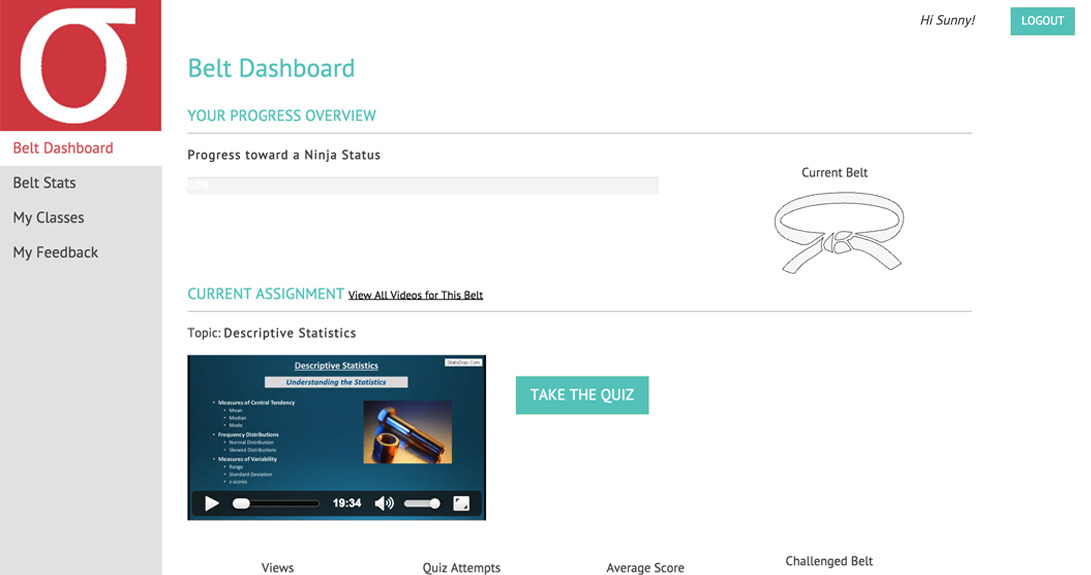 σ
Hi Sunny!
LOGOUT
Belt Dashboard
YOUR PROGRESS OVERVIEW
Belt Dashboard
Belt Stats
My Classes
My Feedback
Progress toward a Ninja Status
Current Belt
CURRENT ASSIGNMENT View All Videos for This Belt
Topic: Descriptive Statistics
Descriptive Statistics
StatsDojo.Com
Understanding the Statistics
• Measures of Central Tendency
• Mean
• Median
• Mode
• Frequency Distributions
• Normal Distribution
• Skewed Distributions
• Measures of Variability
• Range
• Standard Deviation
• z-scores
19:34
TAKE THE QUIZ
Views
Quiz Attempts
Average Score
Challenged Belt